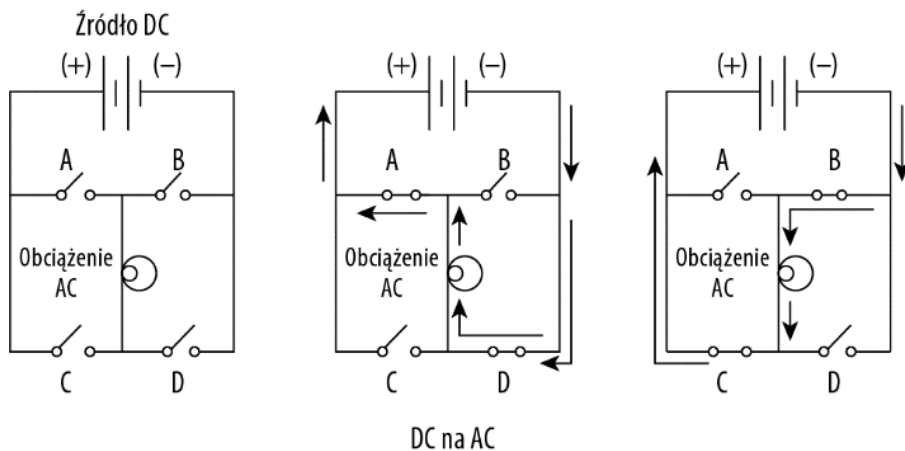 Źródło DC
(+) (−)
A B
Obciążenie
AC
C D
(+) (−)
A B
Obciążenie
AC
C D
(+) (−)
A B
Obciążenie
AC
C D
DC na AC